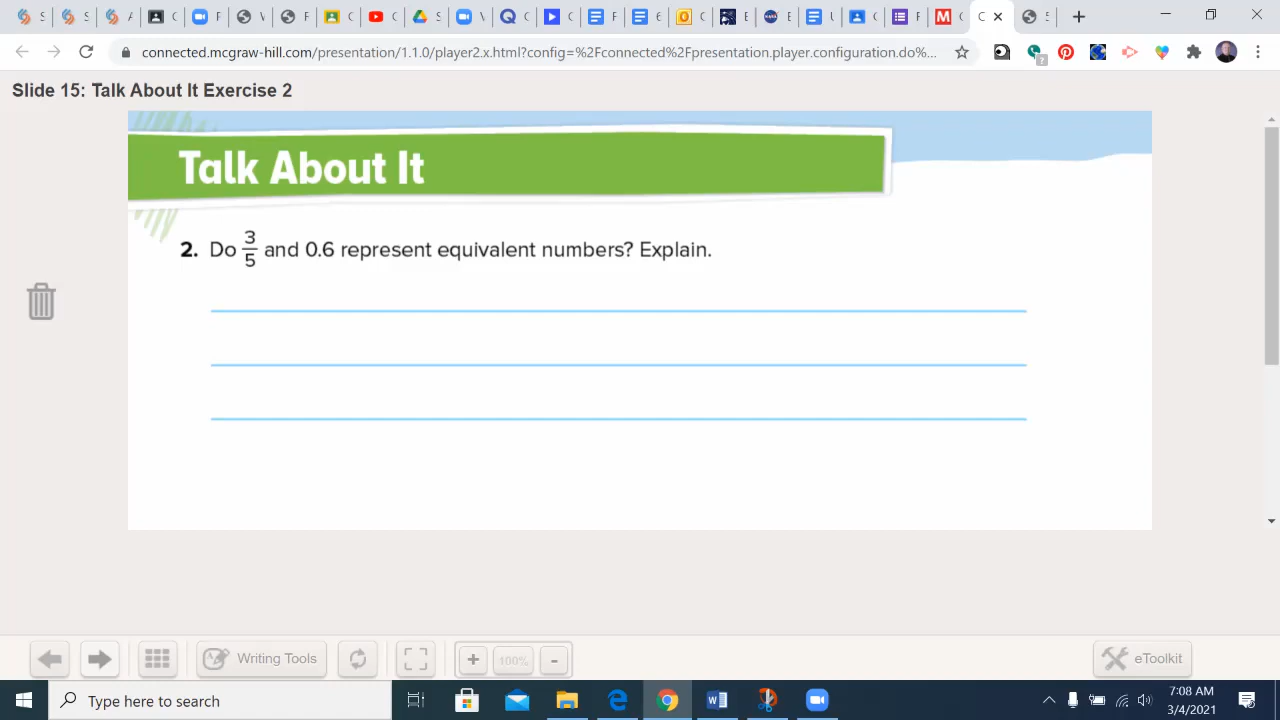 S
S
A
C
F
V
F
C
C
S
V
C
C
F
6
C
E
E
U
C
F
C
C
S
connected.mcgraw-hill.com/presentation/1.1.0/player2.x.html?config=%2Fconnected%2Fpresentation.player.configuration.do%...
Slide 15: Talk About It Exercise 2
Talk About It
2. Do 3/5 and 0.6 represent equivalent numbers? Explain.
Writing Tools
+
100%
-
eToolkit
Type here to search
7:08 AM
3/4/2021